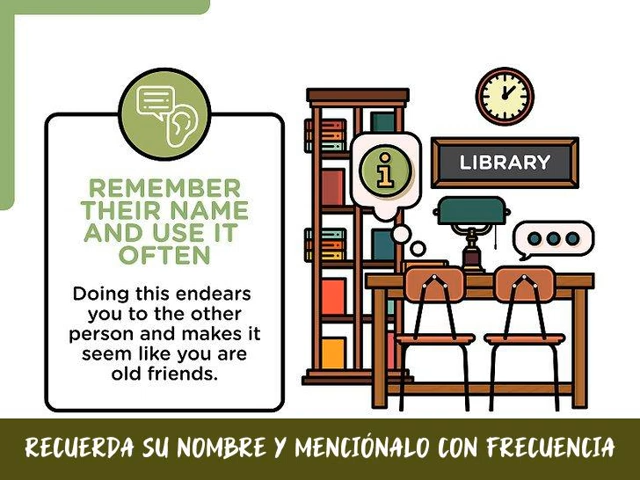 REMEMBER
THEIR NAME
AND USE IT
OFTEN
Doing this endears
you to the other
person and makes it
seem like you are
old friends.
i
LIBRARY
RECUERDA SU NOMBRE Y MENCIÓNALO CON FRECUENCIA